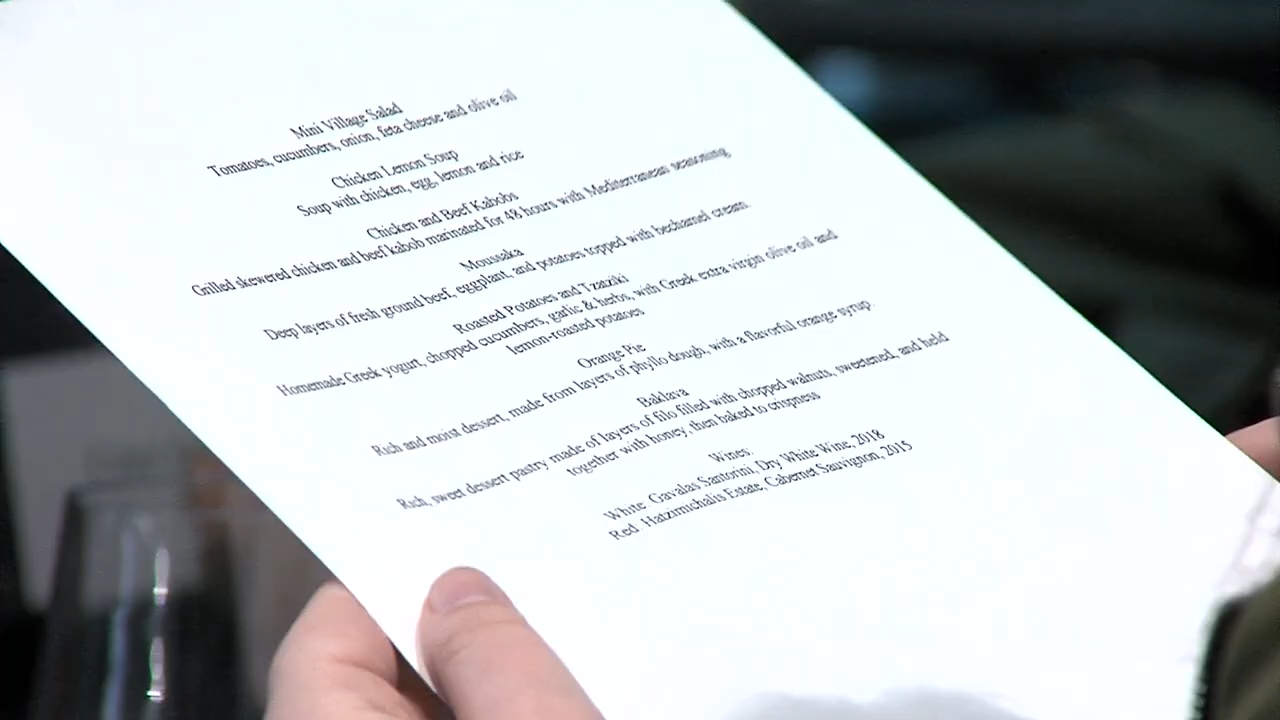 Mini Village Salad
Tomatoes, cucumbers, onion, feta cheese and olive oil
Chicken Lemon Soup
Soup with chicken, egg, lemon and rice
Chicken and Beef Kabobs
Grilled skewered chicken and beef kabob marinated for 48 hours with Mediterranean seasoning
Moussaka
Deep layers of fresh ground beef, eggplant, and potatoes topped with bechamel cream.
Roasted Potatoes and Tzatziki
Homemade Greek yogurt, chopped cucumbers, garlic & herbs, with Greek extra virgin olive oil and
lemon-roasted potatoes
Orange Pie
Rich and moist dessert, made from layers of phyllo dough, with a flavorful orange syrup.
Baklava
Rich, sweet dessert pastry made of layers of filo filled with chopped walnuts, sweetened, and held
together with honey, then baked to crispness
Wines:
White Gavalas Santorini, Dry White Wine, 2018
Red Hatzimichalis Estate, Cabernet Sauvignon, 2015